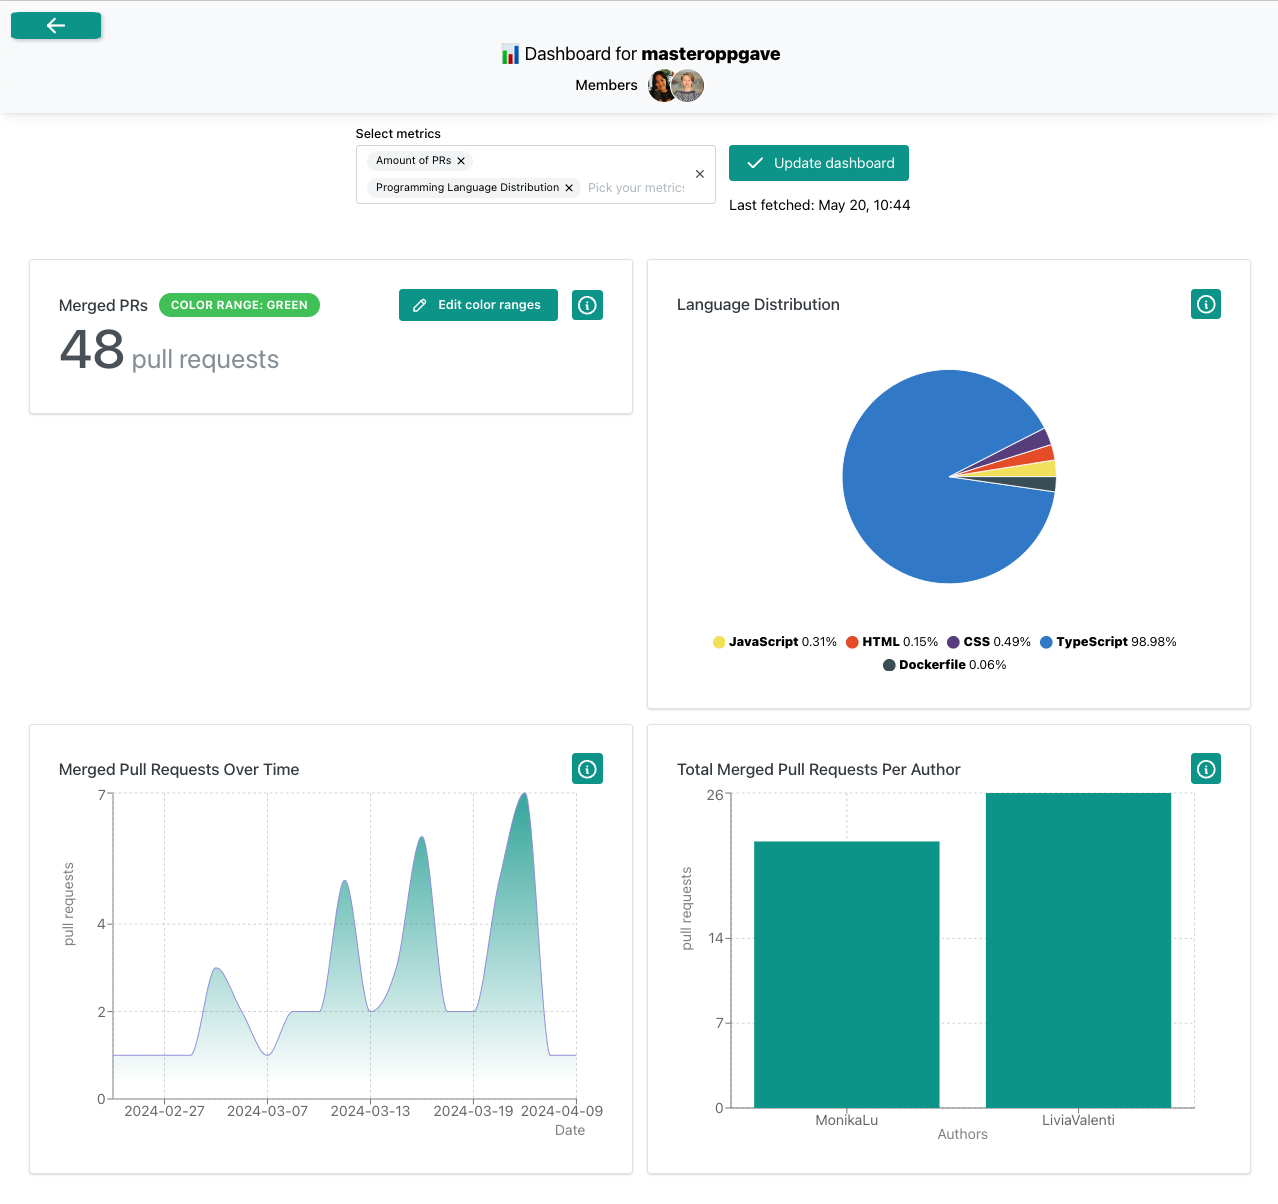 Dashboard for masteroppgave
Members
Select metrics
Amount of PRs
Programming Language Distribution Pick your metrics
Update dashboard
Last fetched: May 20, 10:44
Merged PRs COLOR RANGE: GREEN Edit color ranges
48 pull requests
Language Distribution
JavaScript 0.31% HTML 0.15% CSS 0.49% TypeScript 98.98%
Dockerfile 0.06%
Merged Pull Requests Over Time
7
4
2
0
pull requests
2024-02-27 2024-03-07 2024-03-13 2024-03-19 2024-04-09
Date
Total Merged Pull Requests Per Author
26
14
7
0
pull requests
MonikaLu LiviaValenti
Authors